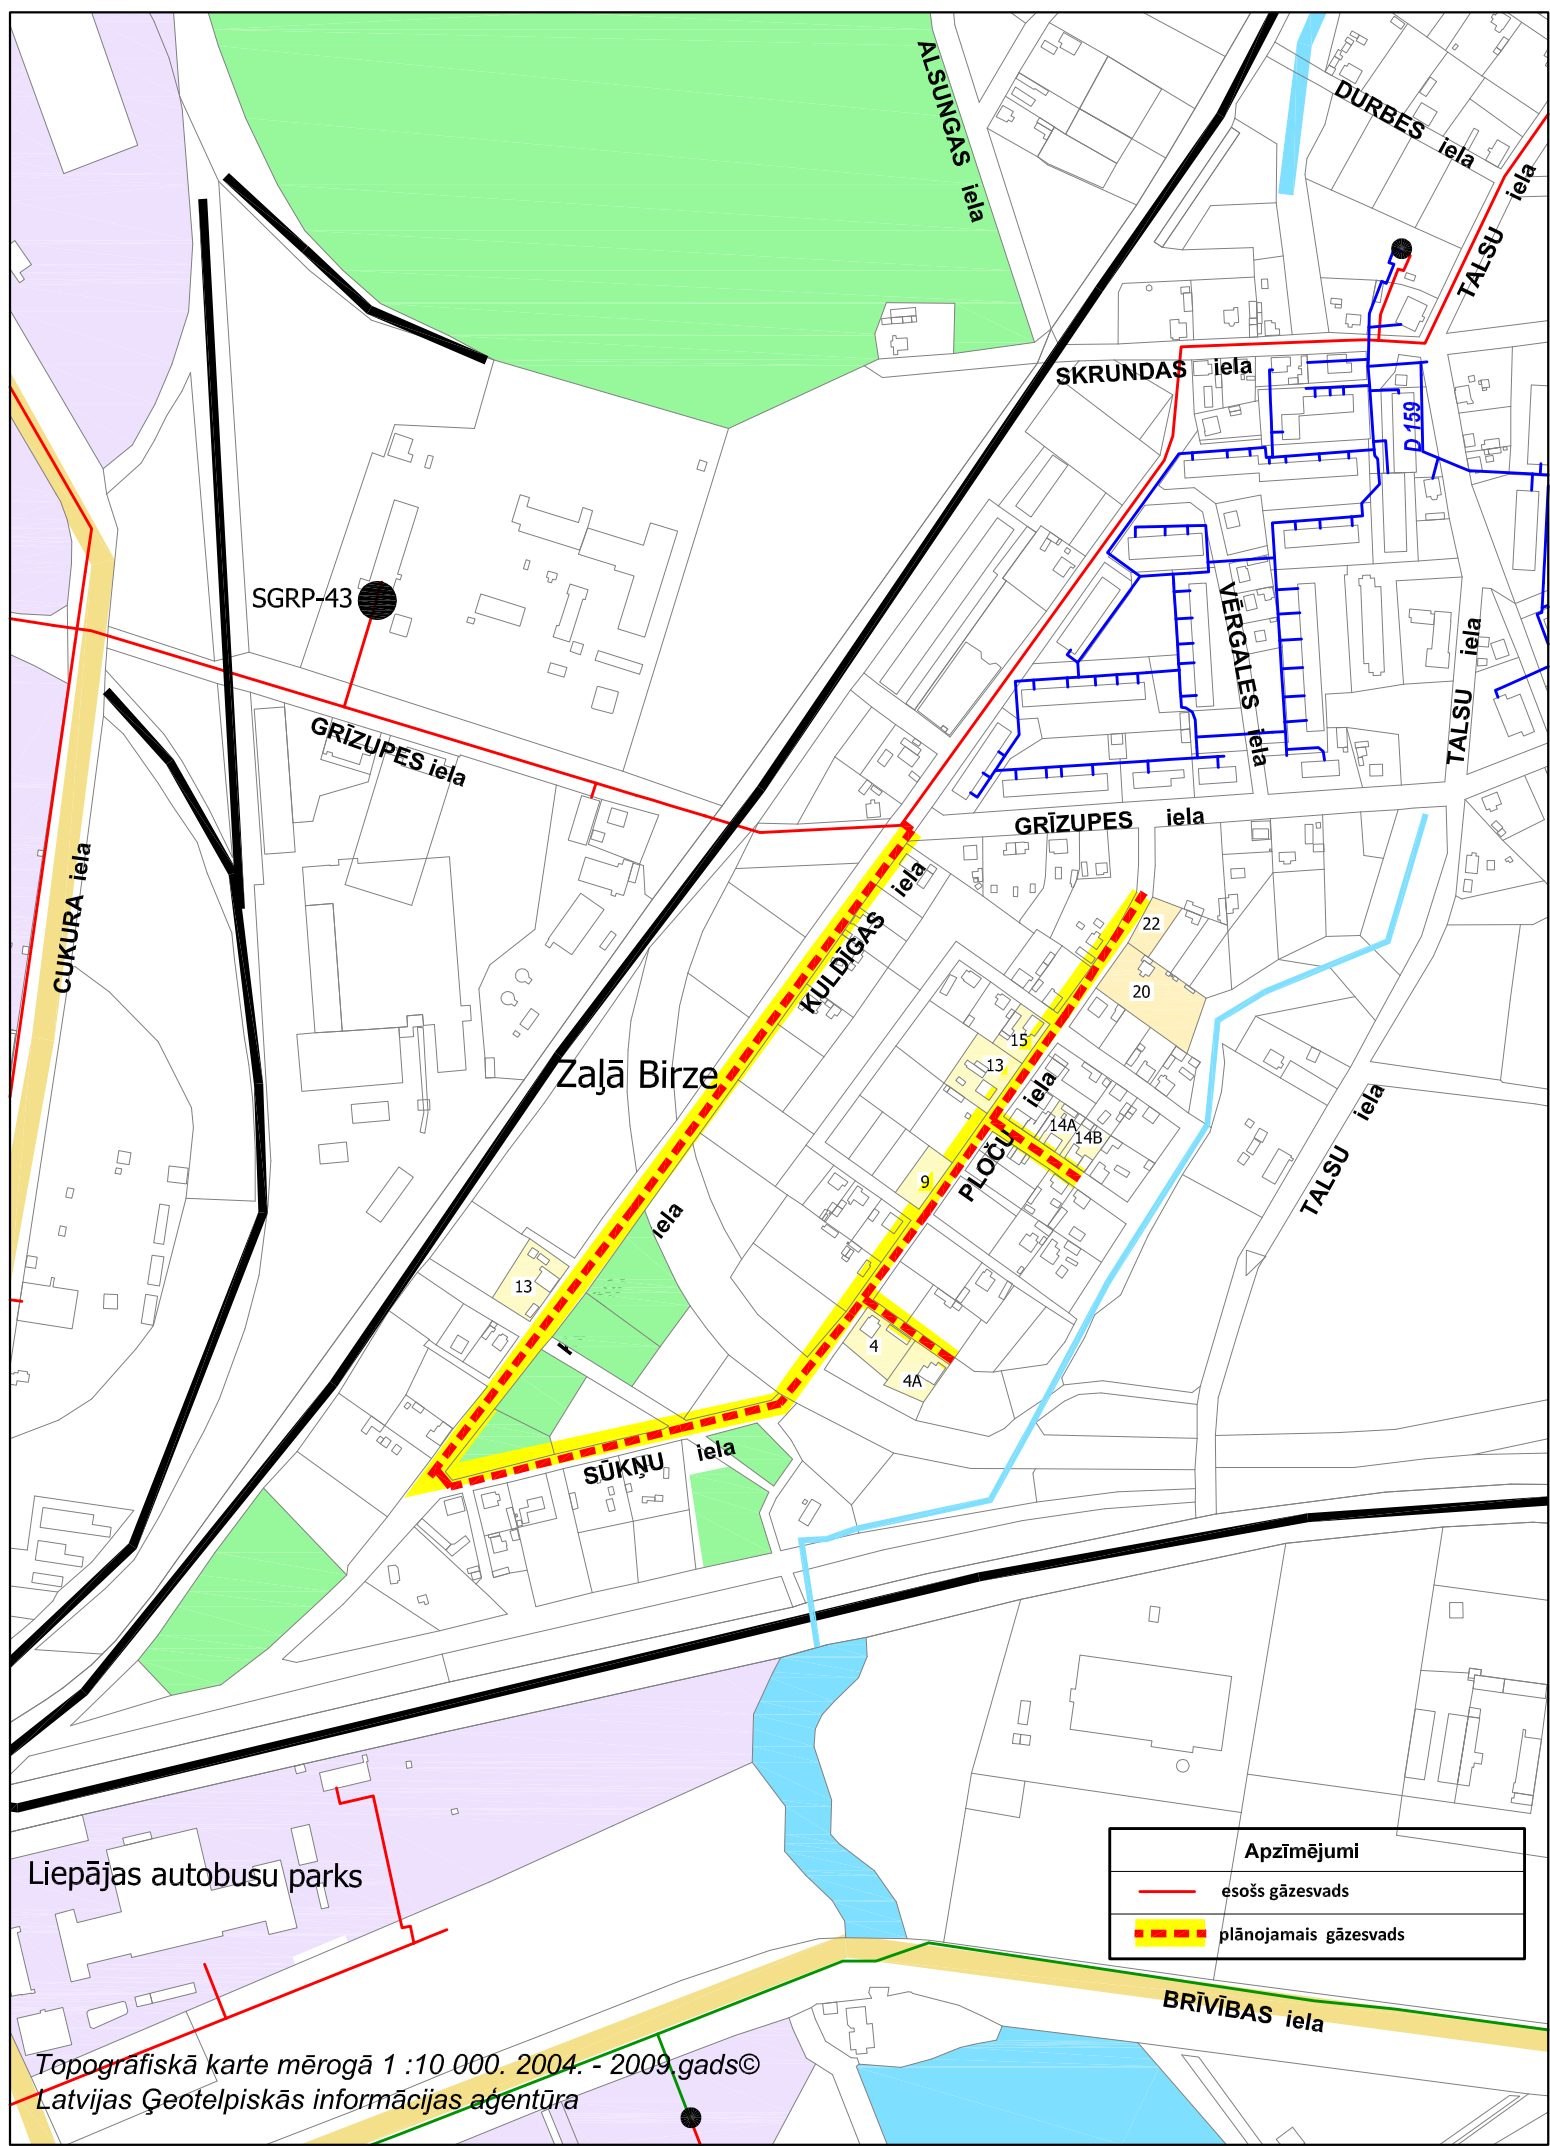 ALSUNGAS iela
DURBES iela
TALSU iela
SKRUNDAS iela
D 159
SGRP-43
VĒRGALES iela
TALSU iela
GRĪZUPES iela
GRĪZUPES iela
CUKURA iela
KULDĪGAS iela
22
20
15
13
Zaļā Birze
14A
14B
PLOČU iela
TALSU iela
9
iela
13
4
4A
SŪKŅU iela
Liepājas autobusu parks
Apzīmējumi
esošs gāzesvads
plānojamais gāzesvads
BRĪVĪBAS iela
Topogrāfiskā karte mērogā 1 :10 000. 2004. - 2009.gads©
Latvijas Ģeotelpiskās informācijas aģentūra